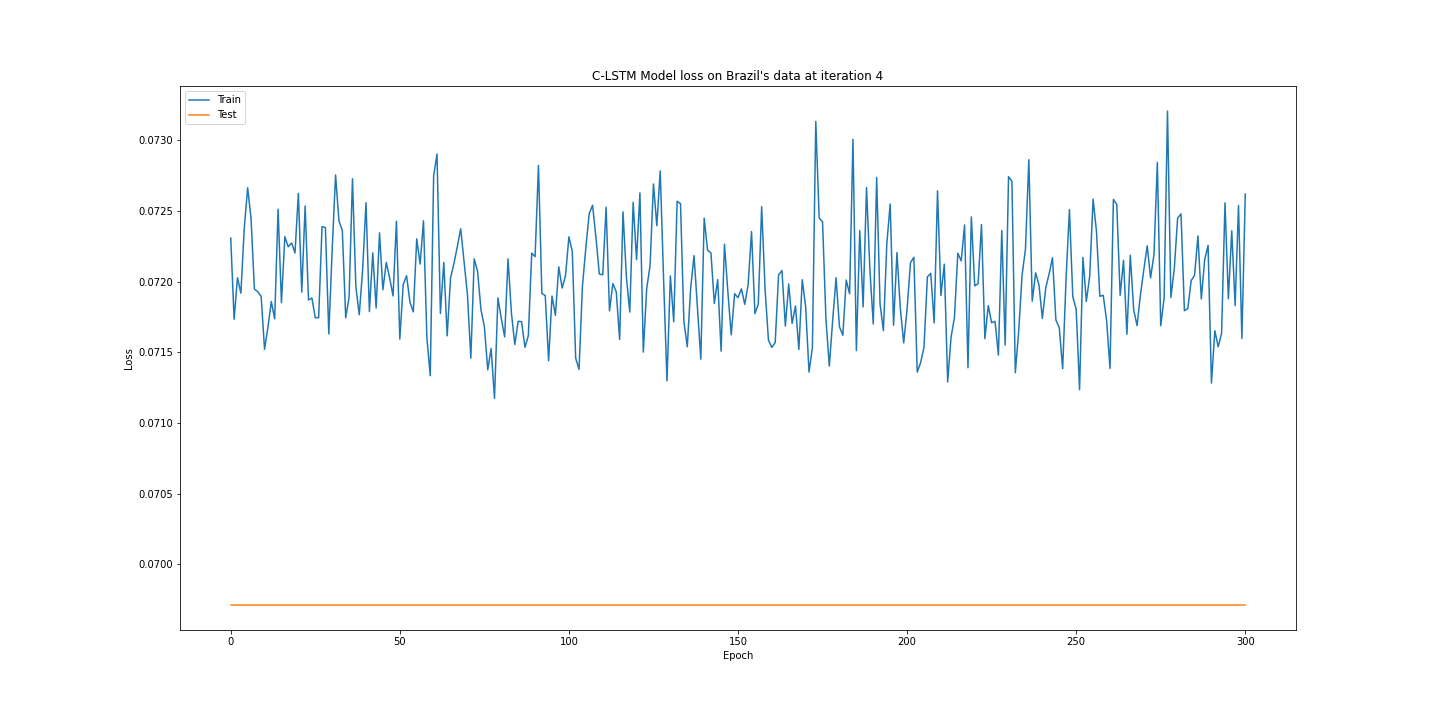 C-LSTM Model loss on Brazil's data at iteration 4
Train
Test
0.0730
0.0725
0.0720
0.0715
0.0710
0.0705
0.0700
Loss
0 50 100 150 200 250 300
Epoch